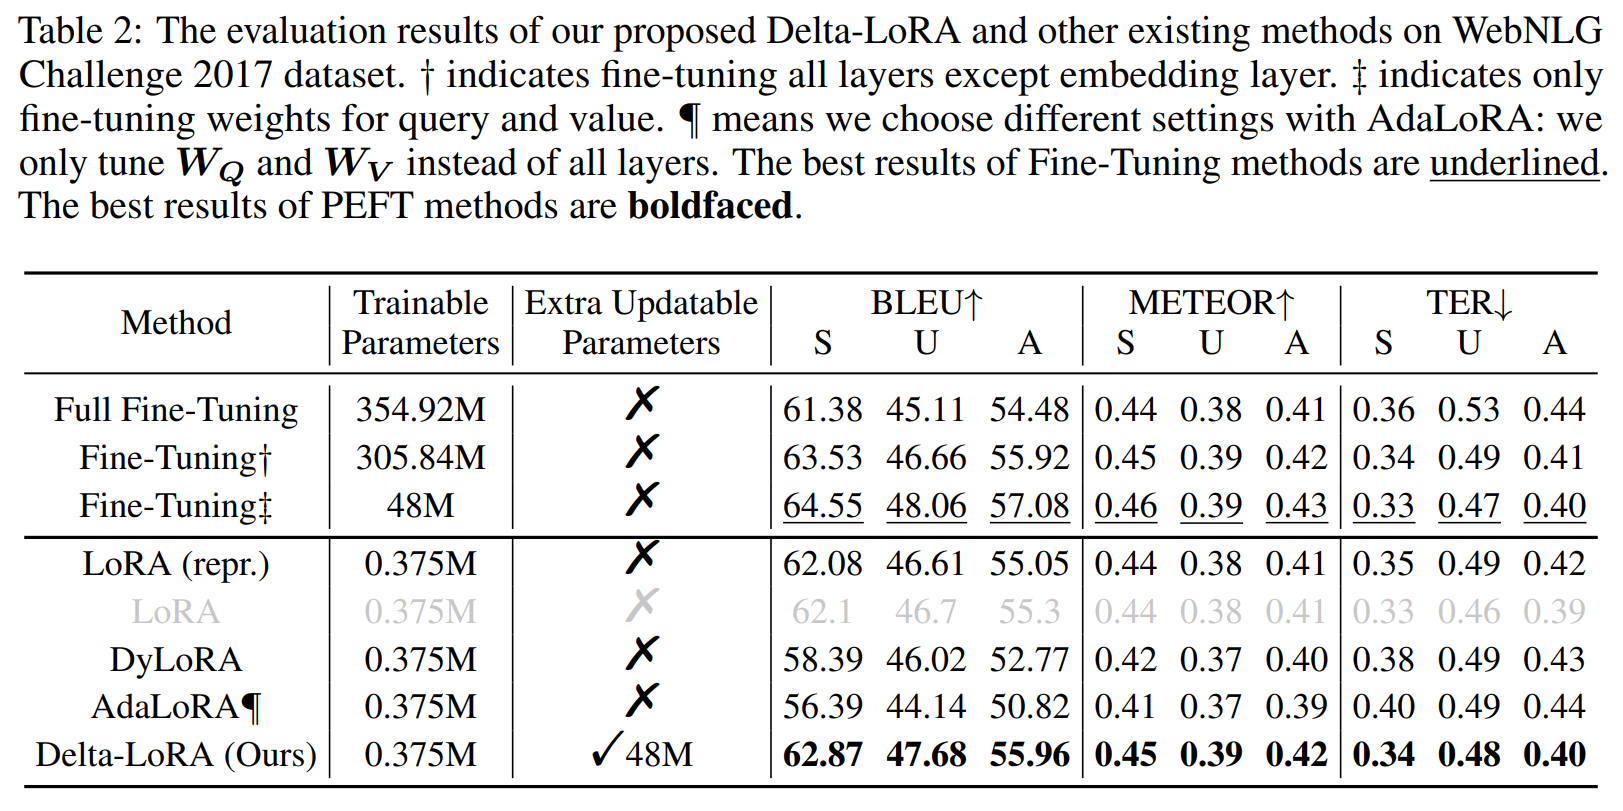 Table 2: The evaluation results of our proposed Delta-LoRA and other existing methods on WebNLG
Challenge 2017 dataset. † indicates fine-tuning all layers except embedding layer. ‡ indicates only
fine-tuning weights for query and value. ¶ means we choose different settings with AdaLoRA: we
only tune W_Q and W_V instead of all layers. The best results of Fine-Tuning methods are underlined.
The best results of PEFT methods are boldfaced.
Method Trainable Parameters Extra Updatable Parameters BLEU↑ METEOR↑ TER↓
S U A S U A S U A
Full Fine-Tuning 354.92M ✗ 61.38 45.11 54.48 0.44 0.38 0.41 0.36 0.53 0.44
Fine-Tuning† 305.84M ✗ 63.53 46.66 55.92 0.45 0.39 0.42 0.34 0.49 0.41
Fine-Tuning‡ 48M ✗ 64.55 48.06 57.08 0.46 0.39 0.43 0.33 0.47 0.40
LoRA (repr.) 0.375M ✗ 62.08 46.61 55.05 0.44 0.38 0.41 0.35 0.49 0.42
LoRA 0.375M ✗ 62.1 46.7 55.3 0.44 0.38 0.41 0.33 0.46 0.39
DyLoRA 0.375M ✗ 58.39 46.02 52.77 0.42 0.37 0.40 0.38 0.49 0.43
AdaLoRA¶ 0.375M ✗ 56.39 44.14 50.82 0.41 0.37 0.39 0.40 0.49 0.44
Delta-LoRA (Ours) 0.375M ✓48M 62.87 47.68 55.96 0.45 0.39 0.42 0.34 0.48 0.40